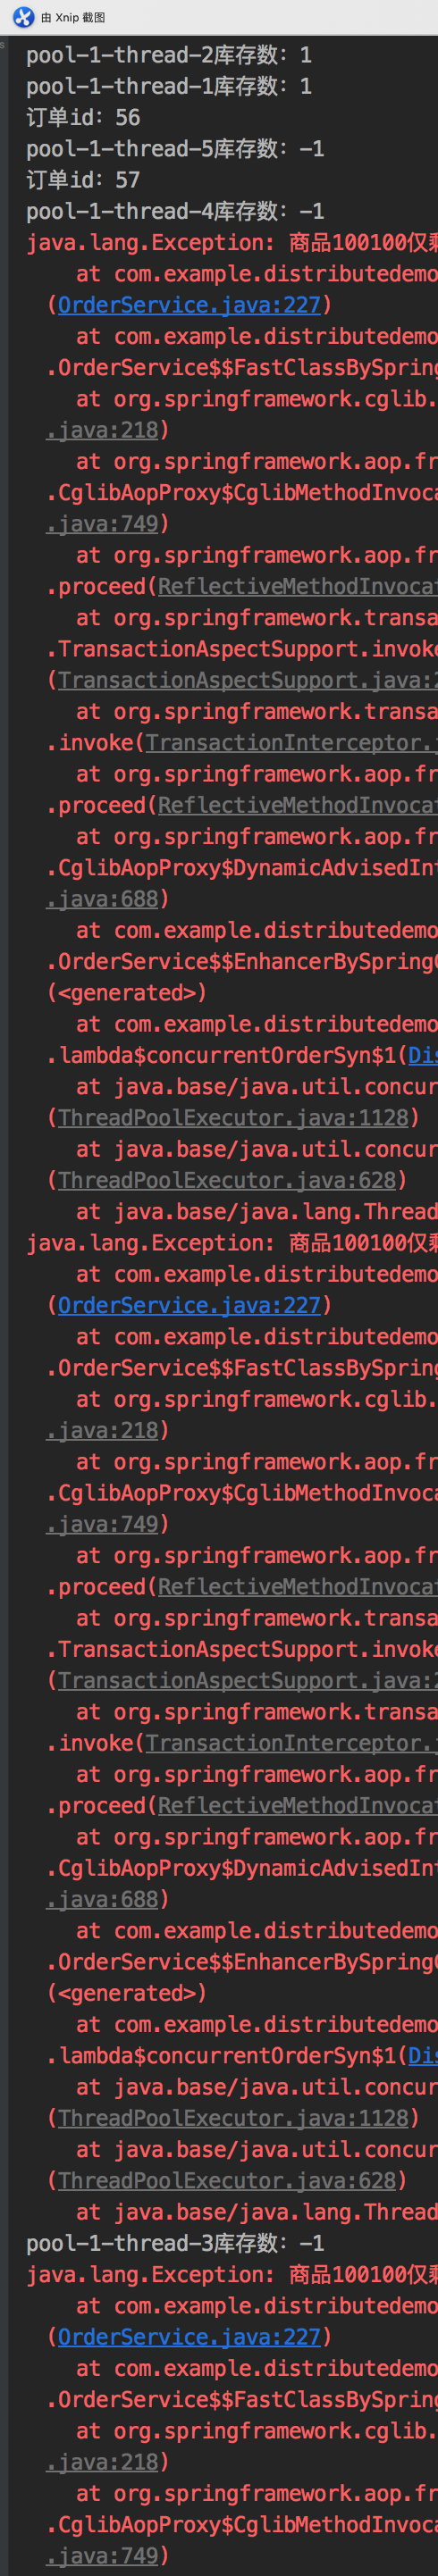 由 Xnip 截图
pool-1-thread-2库存数：1
pool-1-thread-1库存数：1
订单id：56
pool-1-thread-5库存数：-1
订单id：57
pool-1-thread-4库存数：-1
java.lang.Exception: 商品100100仅
at com.example.distributedemo
(OrderService.java:227)
at com.example.distributedemo
.OrderService$$FastClassBySpring
at org.springframework.cglib.
.java:218)
at org.springframework.aop.fr
.CglibAopProxy$CglibMethodInvoca
.java:749)
at org.springframework.aop.fr
.proceed(ReflectiveMethodInvocat
at org.springframework.transa
.TransactionAspectSupport.invoke
(TransactionAspectSupport.java:2
at org.springframework.transa
.invoke(TransactionInterceptor.j
at org.springframework.aop.fr
.proceed(ReflectiveMethodInvocat
at org.springframework.aop.fr
.CglibAopProxy$DynamicAdvisedInt
.java:688)
at com.example.distributedemo
.OrderService$$EnhancerBySpringC
(<generated>)
at com.example.distributedemo
.lambda$concurrentOrderSyn$1(Dis
at java.base/java.util.concur
(ThreadPoolExecutor.java:1128)
at java.base/java.util.concur
(ThreadPoolExecutor.java:628)
at java.base/java.lang.Thread
java.lang.Exception: 商品100100仅
at com.example.distributedemo
(OrderService.java:227)
at com.example.distributedemo
.OrderService$$FastClassBySpring
at org.springframework.cglib.
.java:218)
at org.springframework.aop.fr
.CglibAopProxy$CglibMethodInvoca
.java:749)
at org.springframework.aop.fr
.proceed(ReflectiveMethodInvocat
at org.springframework.transa
.TransactionAspectSupport.invoke
(TransactionAspectSupport.java:2
at org.springframework.transa
.invoke(TransactionInterceptor.j
at org.springframework.aop.fr
.proceed(ReflectiveMethodInvocat
at org.springframework.aop.fr
.CglibAopProxy$DynamicAdvisedInt
.java:688)
at com.example.distributedemo
.OrderService$$EnhancerBySpringC
(<generated>)
at com.example.distributedemo
.lambda$concurrentOrderSyn$1(Dis
at java.base/java.util.concur
(ThreadPoolExecutor.java:1128)
at java.base/java.util.concur
(ThreadPoolExecutor.java:628)
at java.base/java.lang.Thread
pool-1-thread-3库存数：-1
java.lang.Exception: 商品100100仅
at com.example.distributedemo
(OrderService.java:227)
at com.example.distributedemo
.OrderService$$FastClassBySpring
at org.springframework.cglib.
.java:218)
at org.springframework.aop.fr
.CglibAopProxy$CglibMethodInvoca
.java:749)